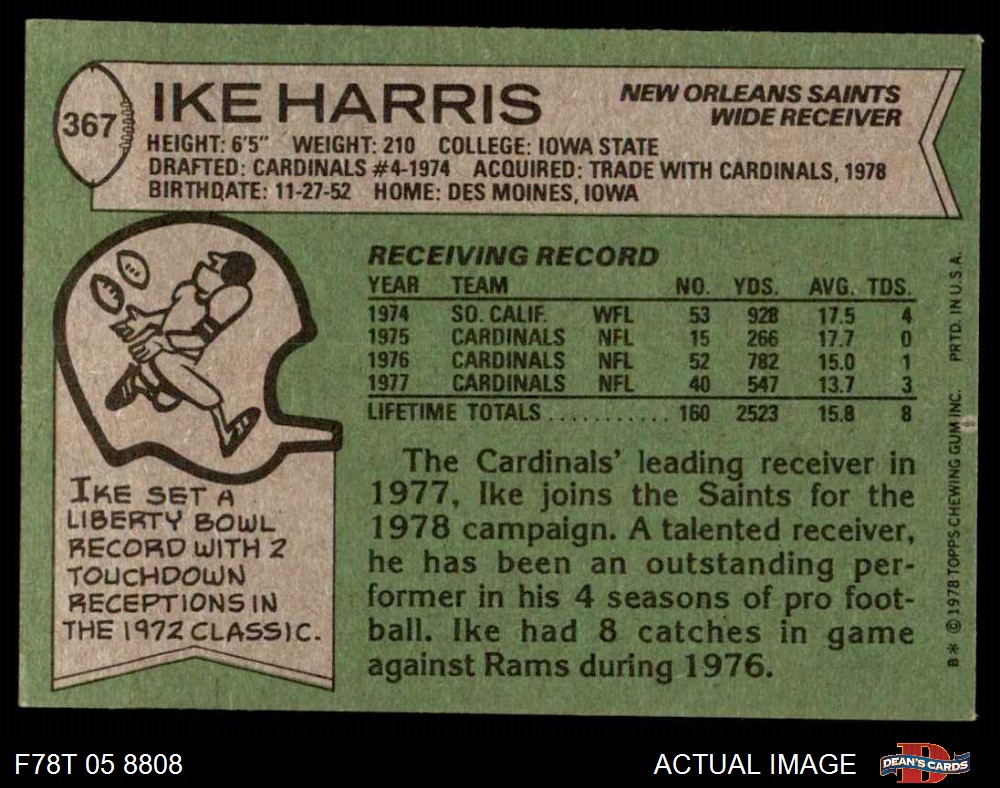 367
IKE HARRIS
NEW ORLEANS SAINTS
WIDE RECEIVER
HEIGHT: 6'5" WEIGHT: 210 COLLEGE: IOWA STATE
DRAFTED: CARDINALS #4-1974 ACQUIRED: TRADE WITH CARDINALS, 1978
BIRTHDATE: 11-27-52 HOME: DES MOINES, IOWA
RECEIVING RECORD
YEAR TEAM NO. YDS. AVG. TDS.
1974 SO. CALIF. WFL 53 928 17.5 4
1975 CARDINALS NFL 15 266 17.7 0
1976 CARDINALS NFL 52 782 15.0 1
1977 CARDINALS NFL 40 547 13.7 3
LIFETIME TOTALS........... 160 2523 15.8 8
The Cardinals' leading receiver in
1977, Ike joins the Saints for the
1978 campaign. A talented receiver,
he has been an outstanding per-
former in his 4 seasons of pro foot-
ball. Ike had 8 catches in game
against Rams during 1976.
IKE SET A
LIBERTY BOWL
RECORD WITH 2
TOUCHDOWN
RECEPTIONS IN
THE 1972 CLASSIC.
B* © 1978 TOPPS CHEWING GUM INC. PRTD. IN U.S.A.
F78T 05 8808
ACTUAL IMAGE
D
DEAN'S CARDS